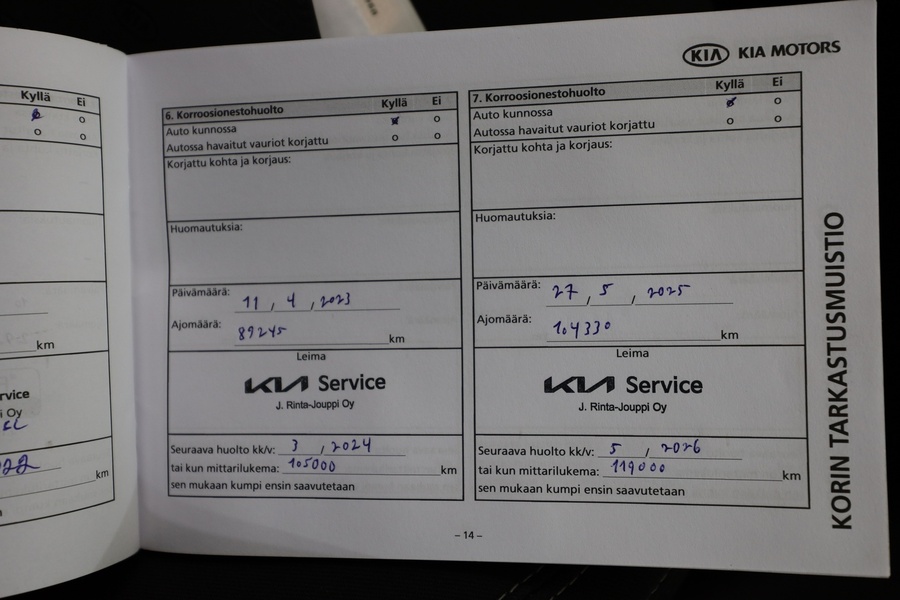 Kyllä Ei
km
rvice
i Oy
22
km
6. Korroosionestohuolto Kyllä Ei
Auto kunnossa
Autossa havaitut vauriot korjattu
Korjattu kohta ja korjaus:
Huomautuksia:
Päivämäärä: 11 , 4 , 2023
Ajomäärä: 89245 km
Leima
KIA Service
J. Rinta-Jouppi Oy
Seuraava huolto kk/v: 3 , 2024
tai kun mittarilukema: 105000 km
sen mukaan kumpi ensin saavutetaan
KIA KIA MOTORS
7. Korroosionestohuolto Kyllä Ei
Auto kunnossa
Autossa havaitut vauriot korjattu
Korjattu kohta ja korjaus:
Huomautuksia:
Päivämäärä: 27 , 5 , 2025
Ajomäärä: 104330 km
Leima
KIA Service
J. Rinta-Jouppi Oy
Seuraava huolto kk/v: 5 , 2026
tai kun mittarilukema: 119000 km
sen mukaan kumpi ensin saavutetaan
KORIN TARKASTUSMUISTIO
– 14 –